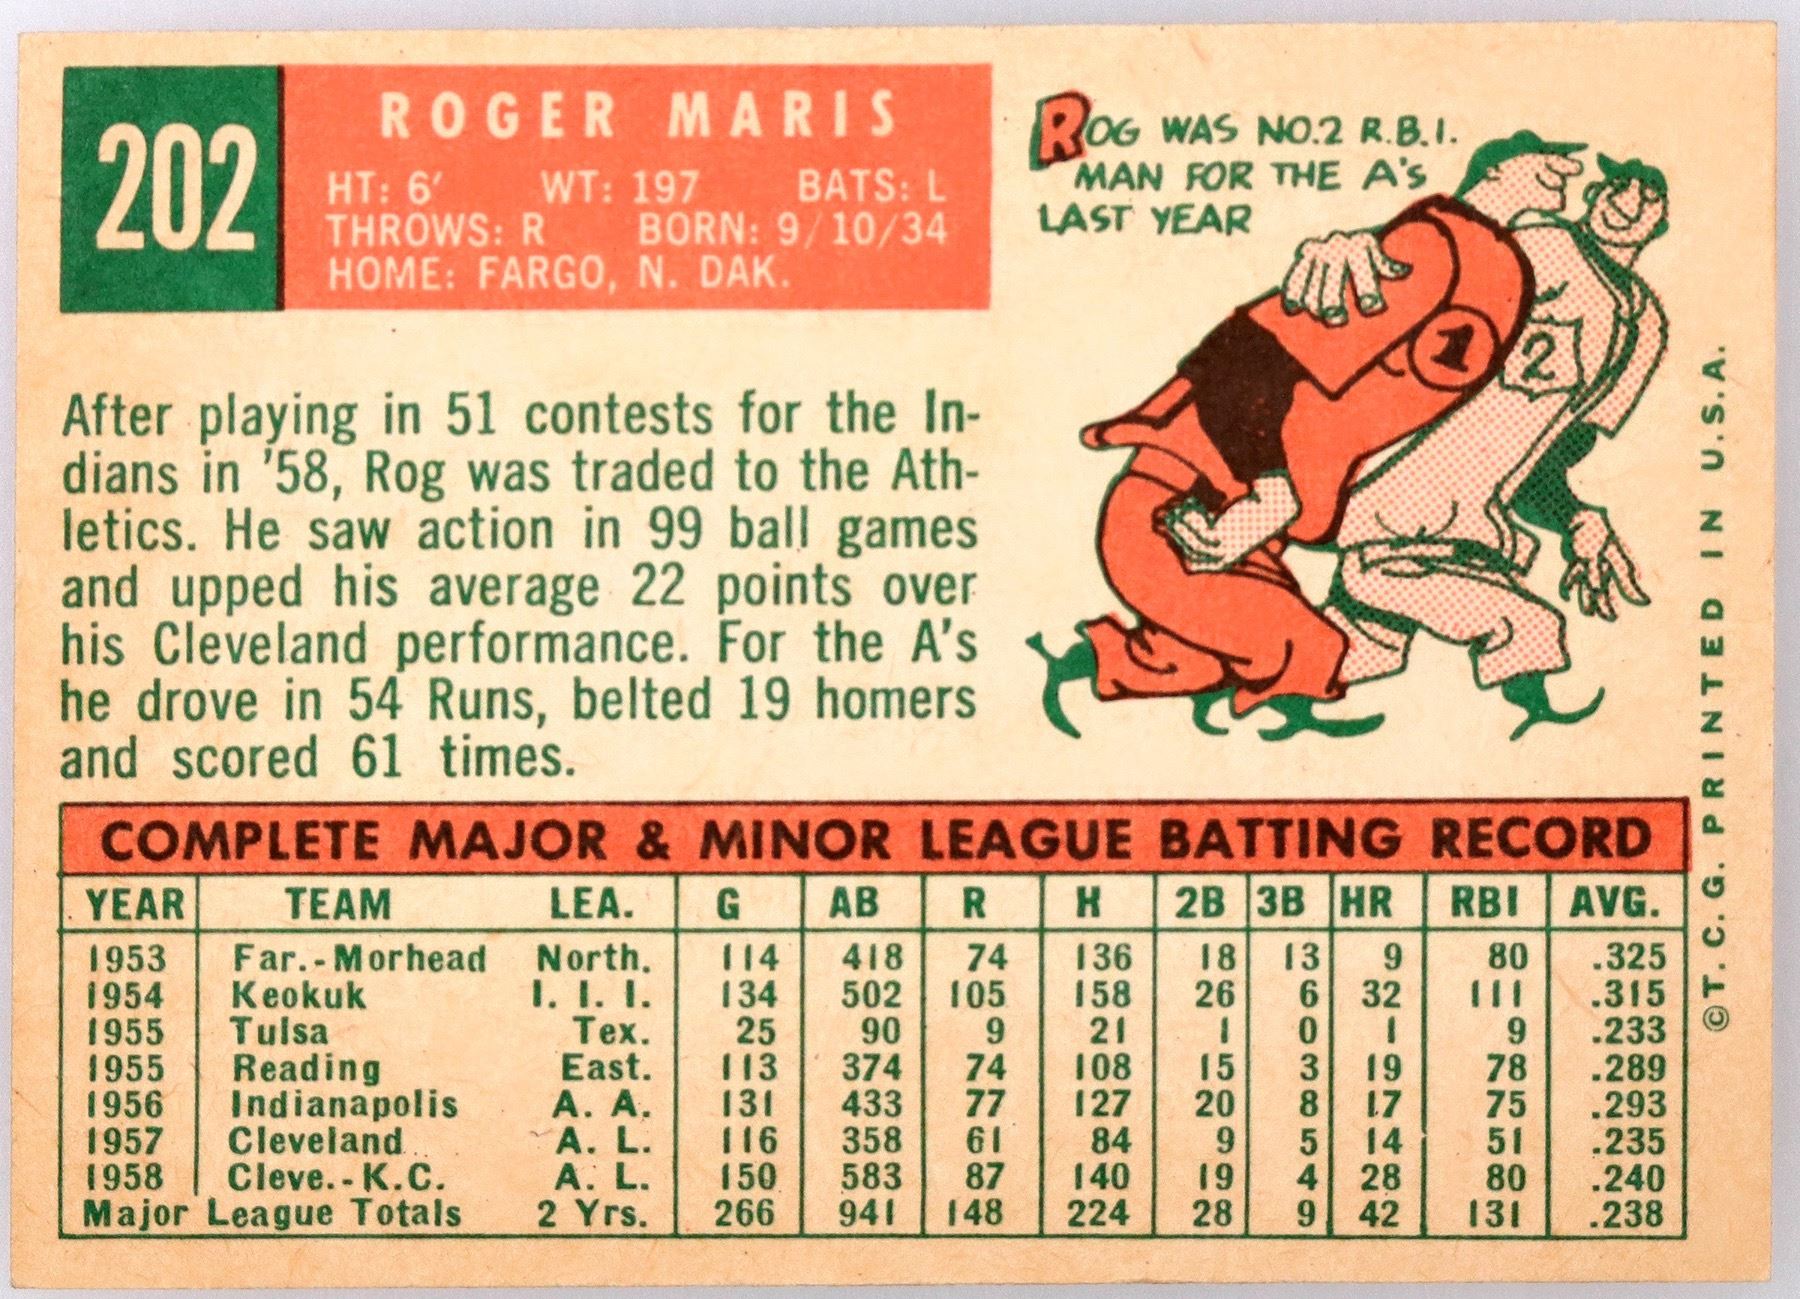 202
ROGER MARIS
HT: 6′ WT: 197 BATS: L
THROWS: R BORN: 9/10/34
HOME: FARGO, N. DAK.
ROG WAS NO.2 R.B.I.
MAN FOR THE A'S
LAST YEAR
1
2
After playing in 51 contests for the In-
dians in '58, Rog was traded to the Ath-
letics. He saw action in 99 ball games
and upped his average 22 points over
his Cleveland performance. For the A's
he drove in 54 Runs, belted 19 homers
and scored 61 times.
COMPLETE MAJOR & MINOR LEAGUE BATTING RECORD
YEAR TEAM LEA. G AB R H 2B 3B HR RBI AVG.
1953 Far.-Morhead North. 114 418 74 136 18 13 9 80 .325
1954 Keokuk I. I. I. 134 502 105 158 26 6 32 111 .315
1955 Tulsa Tex. 25 90 9 21 1 0 1 9 .233
1955 Reading East. 113 374 74 108 15 3 19 78 .289
1956 Indianapolis A. A. 131 433 77 127 20 8 17 75 .293
1957 Cleveland A. L. 116 358 61 84 9 5 14 51 .235
1958 Cleve.-K.C. A. L. 150 583 87 140 19 4 28 80 .240
Major League Totals 2 Yrs. 266 941 148 224 28 9 42 131 .238
©T. C. G. PRINTED IN U.S.A.